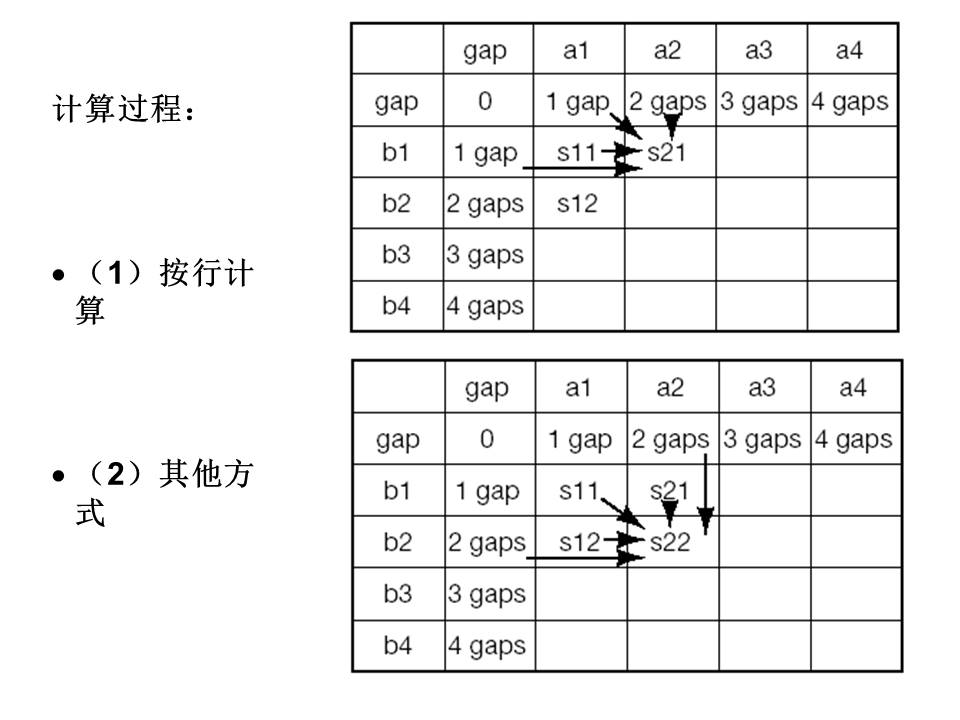 计算过程：
• （1）按行计
算
• （2）其他方
式
gap a1 a2 a3 a4
gap 0 1 gap 2 gaps 3 gaps 4 gaps
b1 1 gap s11 s21
b2 2 gaps s12
b3 3 gaps
b4 4 gaps
gap a1 a2 a3 a4
gap 0 1 gap 2 gaps 3 gaps 4 gaps
b1 1 gap s11 s21
b2 2 gaps s12 s22
b3 3 gaps
b4 4 gaps